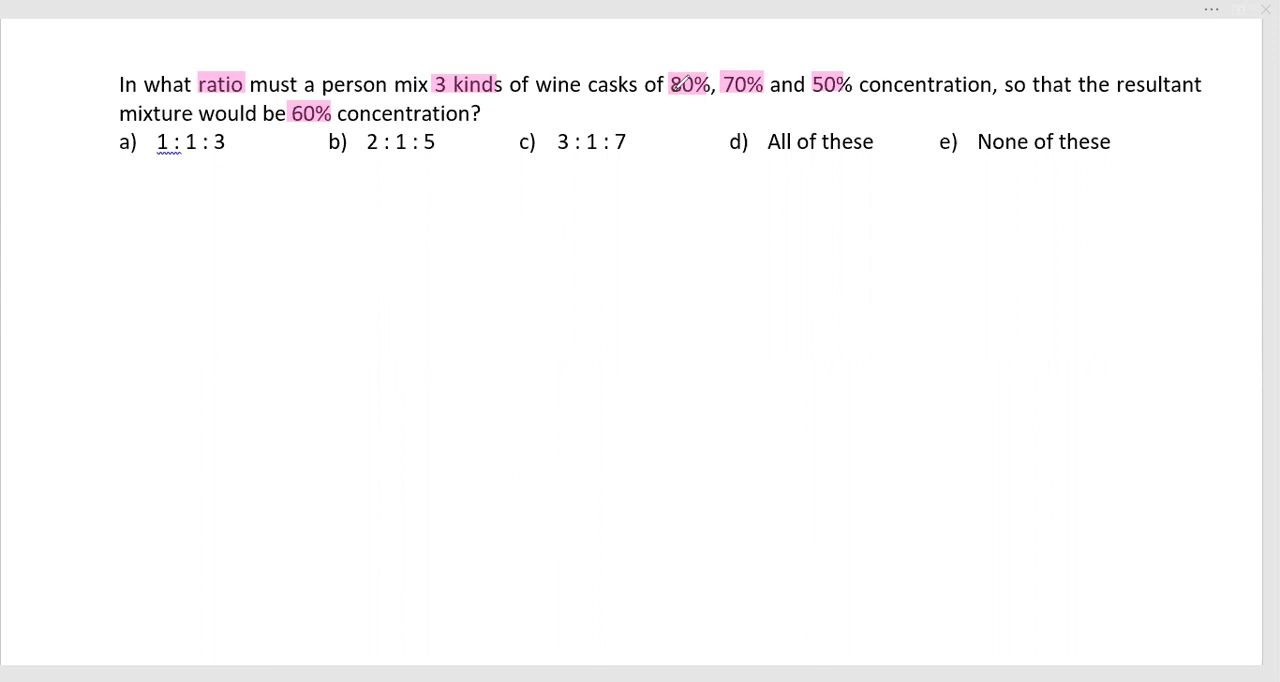 In what ratio must a person mix 3 kinds of wine casks of 80%, 70% and 50% concentration, so that the resultant
mixture would be 60% concentration?
a) 1 : 1 : 3 b) 2 : 1 : 5 c) 3 : 1 : 7 d) All of these e) None of these